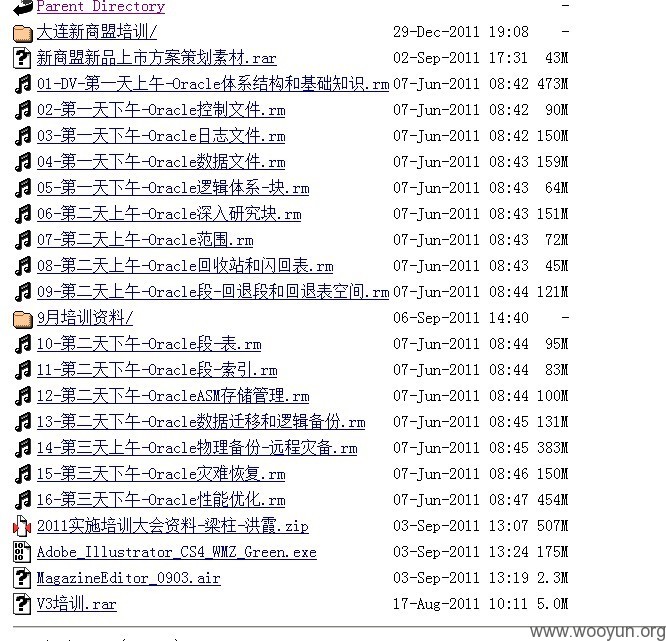 Parent Directory -
大连新商盟培训/ 29-Dec-2011 19:08 -
新商盟新品上市方案策划素材.rar 02-Sep-2011 17:31 43M
01-DV-第一天上午-Oracle体系结构和基础知识.rm 07-Jun-2011 08:42 473M
02-第一天下午-Oracle控制文件.rm 07-Jun-2011 08:42 90M
03-第一天下午-Oracle日志文件.rm 07-Jun-2011 08:42 150M
04-第一天下午-Oracle数据文件.rm 07-Jun-2011 08:43 159M
05-第一天下午-Oracle逻辑体系-块.rm 07-Jun-2011 08:43 64M
06-第二天上午-Oracle深入研究块.rm 07-Jun-2011 08:43 151M
07-第二天上午-Oracle范围.rm 07-Jun-2011 08:43 72M
08-第二天上午-Oracle回收站和闪回表.rm 07-Jun-2011 08:43 45M
09-第二天上午-Oracle段-回退段和回退表空间.rm 07-Jun-2011 08:44 121M
9月培训资料/ 06-Sep-2011 14:40 -
10-第二天下午-Oracle段-表.rm 07-Jun-2011 08:44 95M
11-第二天下午-Oracle段-索引.rm 07-Jun-2011 08:44 83M
12-第二天下午-OracleASM存储管理.rm 07-Jun-2011 08:44 100M
13-第二天下午-Oracle数据迁移和逻辑备份.rm 07-Jun-2011 08:45 131M
14-第三天上午-Oracle物理备份-远程灾备.rm 07-Jun-2011 08:45 383M
15-第三天下午-Oracle灾难恢复.rm 07-Jun-2011 08:46 150M
16-第三天下午-Oracle性能优化.rm 07-Jun-2011 08:47 454M
2011实施培训大会资料-梁柱-洪霞.zip 03-Sep-2011 13:07 507M
Adobe_Illustrator_CS4_WMZ_Green.exe 03-Sep-2011 13:24 175M
MagazineEditor_0903.air 03-Sep-2011 13:19 2.3M
V3培训.rar 17-Aug-2011 10:11 5.0M
www.wooyun.org